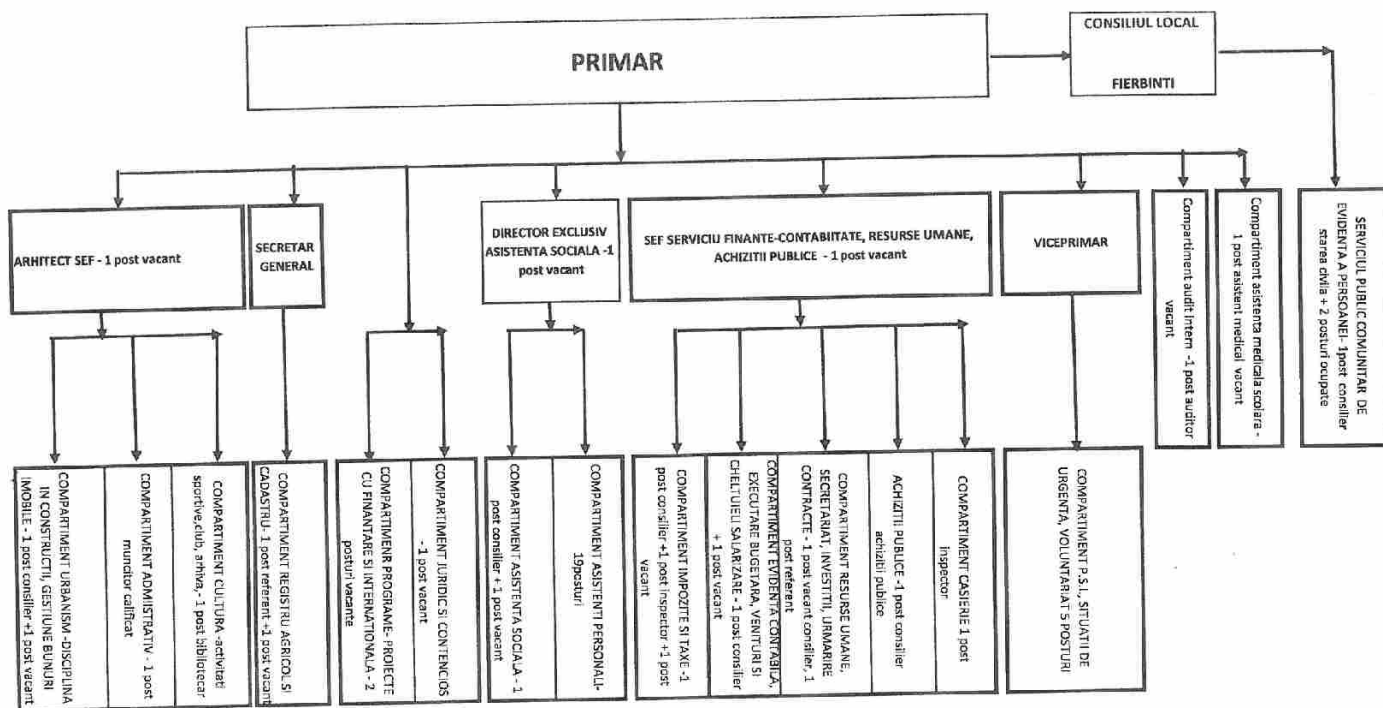 PRIMAR
CONSILIUL LOCAL
FIERBINTI
ARHITECT SEF - 1 post vacant
SECRETAR
GENERAL
DIRECTOR EXCLUSIV
ASISTENTA SOCIALA -1
post vacant
SEF SERVICIU FINANTE-CONTABIITATE, RESURSE UMANE,
ACHIZITII PUBLICE - 1 post vacant
VICEPRIMAR
Compartiment audit intern -1 post auditor
vacant
Compartiment asistenta medicala scolara -
1 post asistent medical vacant
SERVICIUL PUBLIC COMUNITAR DE
EVIDENTA A PERSOANEI- 1post consilier
starea civila + 2 posturi ocupate
COMPARTIMENT URBANISM -DISCIPLINA
IN CONSTRUCTII, GESTIUNE BUNURI
IMOBILE - 1 post consilier +1 post vacant
COMPARTIMENT ADMIISTRATIV - 1 post
muncitor calificat
COMPARTIMENT CULTURA -activitati
sportive,club, arhiva,- 1 post bibliotecar
COMPARTIMENT REGISTRU AGRICOL SI
CADASTRU- 1 post referent +1 post vacant
COMPARTIMENR PROGRAME- PROIECTE
CU FINANTARE SI INTERNATIONALA - 2
posturi vacante
COMPARTIMENT JURIDIC SI CONTENCIOS
-1 post vacant
COMPARTIMENT ASISTENTA SOCIALA - 1
post consilier + 1 post vacant
COMPARTIMENT ASISTENTI PERSONALI-
19posturi
COMPARTIMENT IMPOZITE SI TAXE -1
post consilier +1 post inspector +1 post
vacant
COMPARTIMENT EVIDENTA CONTABILA,
EXECUTARE BUGETARA, VENITURI SI
CHELTUIELI SALARIZARE - 1 post consilier
+ 1 post vacant
COMPARTIMENT RESURSE UMANE,
SECRETARIAT, INVESTITII, URMARIRE
CONTRACTE - 1 post vacant consilier, 1
post referent
ACHIZITII PUBLICE -1 post consilier
achizitii publice
COMPARTIMENT CASIERIE 1 post
inspector
COMPARTIMENT P.S.I., SITUATII DE
URGENTA, VOLUNTARIAT 5 POSTURI